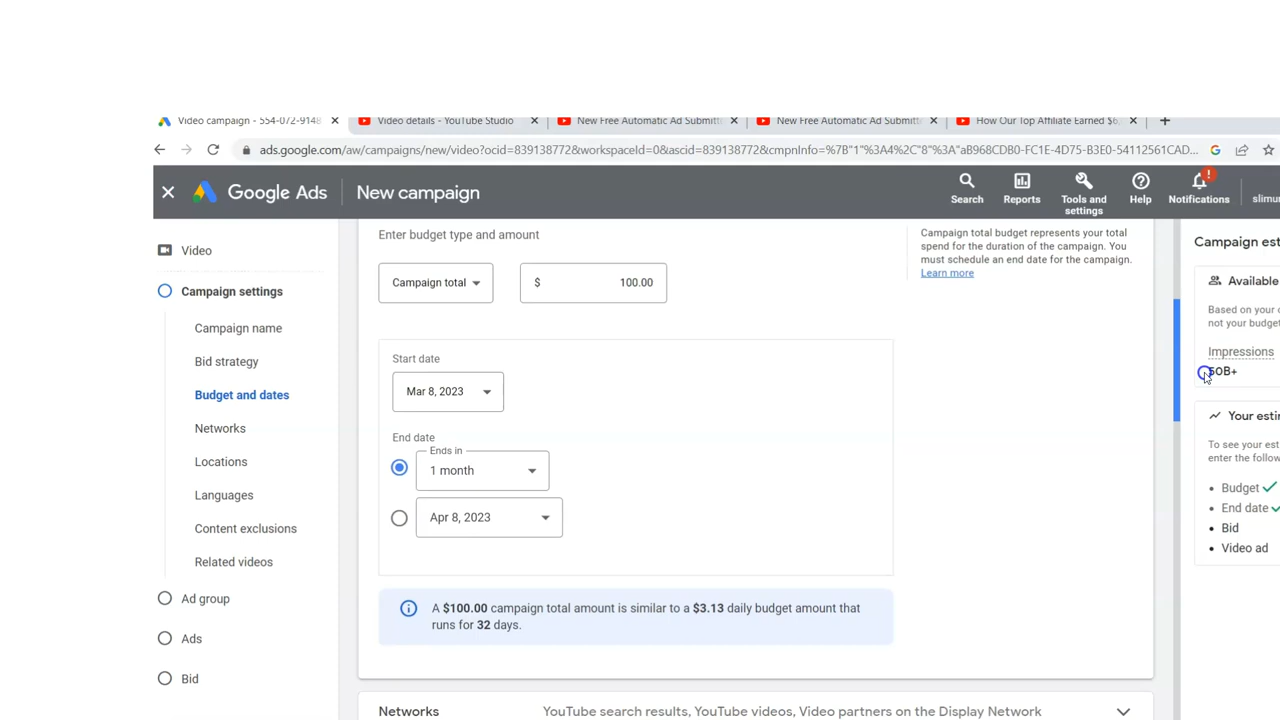 Video campaign - 554-072-9148
Video details - YouTube Studio
New Free Automatic Ad Submitt
New Free Automatic Ad Submitt
How Our Top Affiliate Earned $6,
ads.google.com/aw/campaigns/new/video?ocid=839138772&workspaceId=0&ascid=839138772&cmpnInfo=%7B"1"%3A4%2C"8"%3A"aB968CDB0-FC1E-4D75-B3E0-54112561CAD...
Google Ads
New campaign
Search
Reports
Tools and
settings
Help
!
Notifications
slimu
Video
Campaign settings
Campaign name
Bid strategy
Budget and dates
Networks
Locations
Languages
Content exclusions
Related videos
Ad group
Ads
Bid
Enter budget type and amount
Campaign total
$ 100.00
Campaign total budget represents your total
spend for the duration of the campaign. You
must schedule an end date for the campaign.
Learn more
Start date
Mar 8, 2023
End date
Ends in
1 month
Apr 8, 2023
A $100.00 campaign total amount is similar to a $3.13 daily budget amount that
runs for 32 days.
Networks
YouTube search results, YouTube videos, Video partners on the Display Network
Campaign est
Available
Based on your c
not your budget
Impressions
50B+
Your estin
To see your est
enter the follow
• Budget
• End date
• Bid
• Video ad